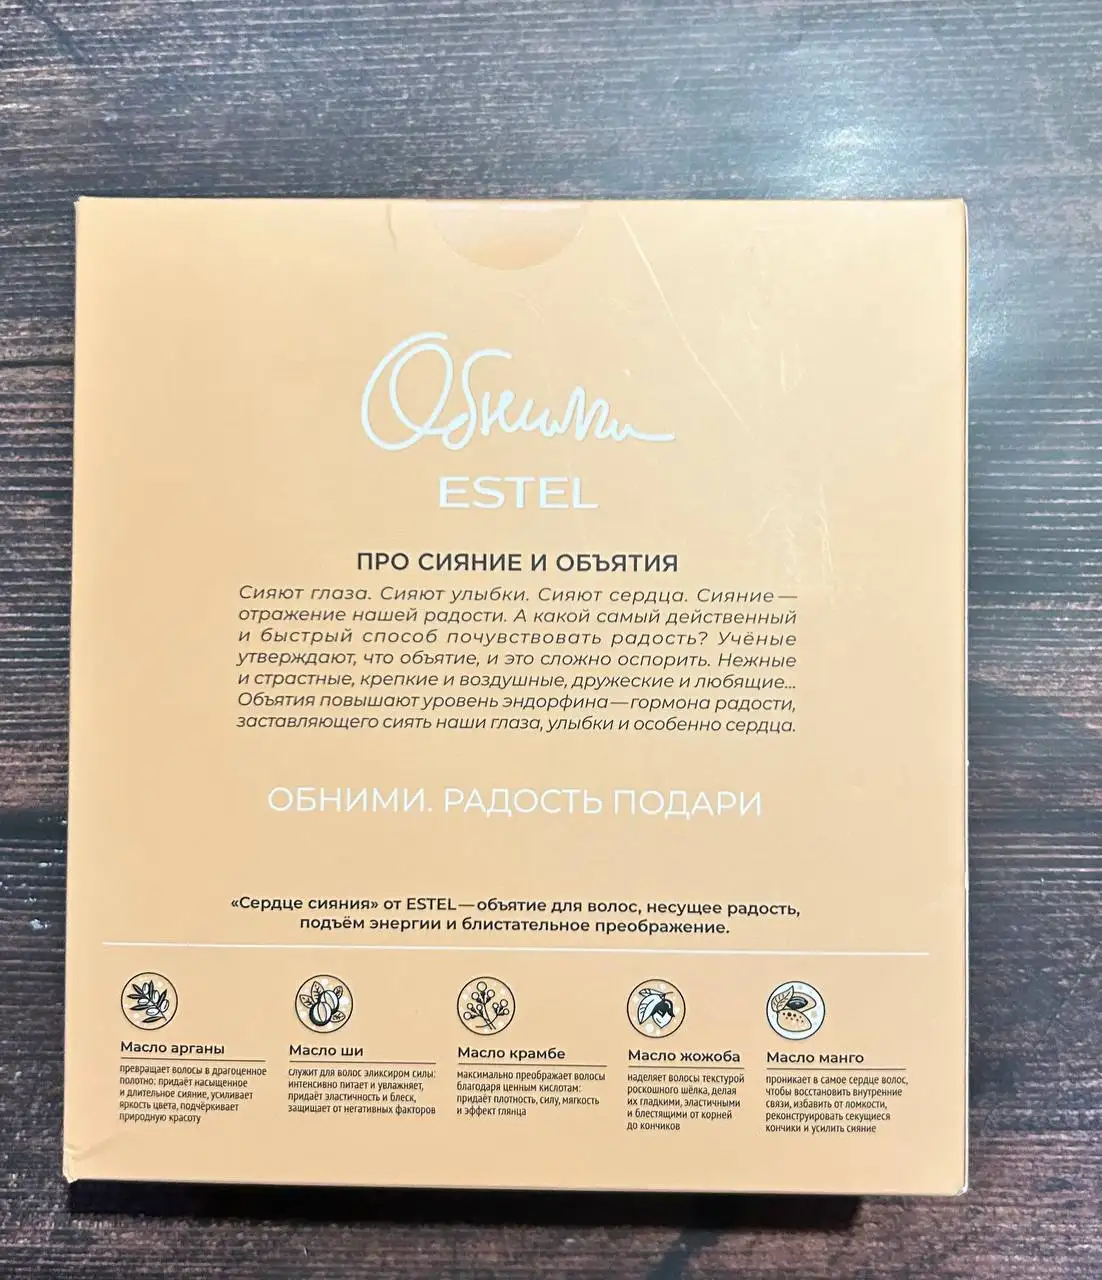 Обними
ESTEL
ПРО СИЯНИЕ И ОБЪЯТИЯ
Сияют глаза. Сияют улыбки. Сияют сердца. Сияние —
отражение нашей радости. А какой самый действенный
и быстрый способ почувствовать радость? Учёные
утверждают, что объятие, и это сложно оспорить. Нежные
и страстные, крепкие и воздушные, дружеские и любящие...
Объятия повышают уровень эндорфина — гормона радости,
заставляющего сиять наши глаза, улыбки и особенно сердца.
ОБНИМИ. РАДОСТЬ ПОДАРИ
«Сердце сияния» от ESTEL — объятие для волос, несущее радость,
подъём энергии и блистательное преображение.
Масло арганы
превращает волосы в драгоценное
полотно: придаёт насыщенное
и длительное сияние, усиливает
яркость цвета, подчёркивает
природную красоту
Масло ши
служит для волос эликсиром силы:
интенсивно питает и увлажняет,
придаёт эластичность и блеск,
защищает от негативных факторов
Масло крамбе
максимально преображает волосы
благодаря ценным кислотам:
придаёт плотность, силу, мягкость
и эффект глянца
Масло жожоба
наделяет волосы текстурой
роскошного шёлка, делая
их гладкими, эластичными
и блестящими от корней
до кончиков
Масло манго
проникает в самое сердце волос,
чтобы восстановить внутренние
связи, избавить от ломкости,
реконструировать секущиеся
кончики и усилить сияние